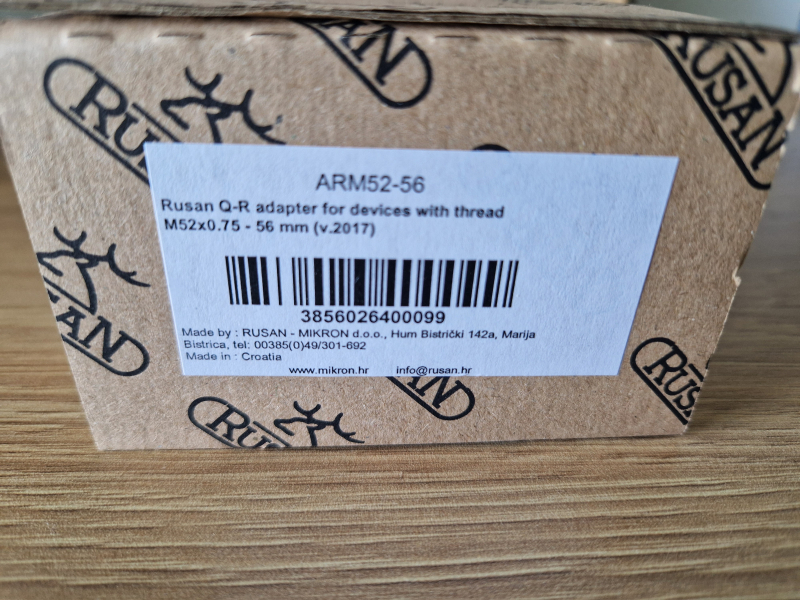 RUSAN
RUSAN
RUSAN
ARM52-56
Rusan Q-R adapter for devices with thread
M52x0.75 - 56 mm (v.2017)
3856026400099
Made by : RUSAN - MIKRON d.o.o., Hum Bistrički 142a, Marija
Bistrica, tel: 00385(0)49/301-692
Made in : Croatia
www.mikron.hr info@rusan.hr
RUSAN
RUSAN
RUSAN
RUSAN